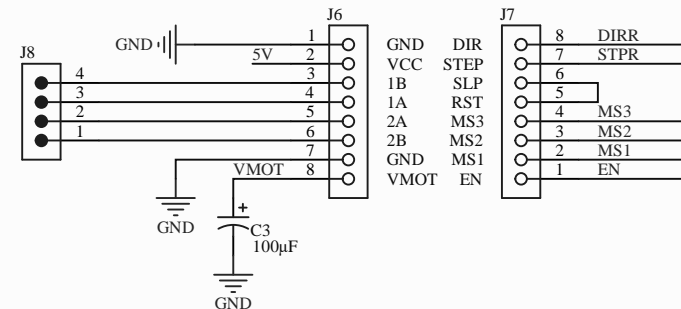 J6 J7
J8
GND 1 GND DIR 8 DIRR
5V 2 VCC STEP 7 STPR
4 3 1B SLP 6
3 4 1A RST 5
2 5 2A MS3 4 MS3
1 6 2B MS2 3 MS2
7 GND MS1 2 MS1
VMOT 8 VMOT EN 1 EN
GND
+
C3
100µF
GND